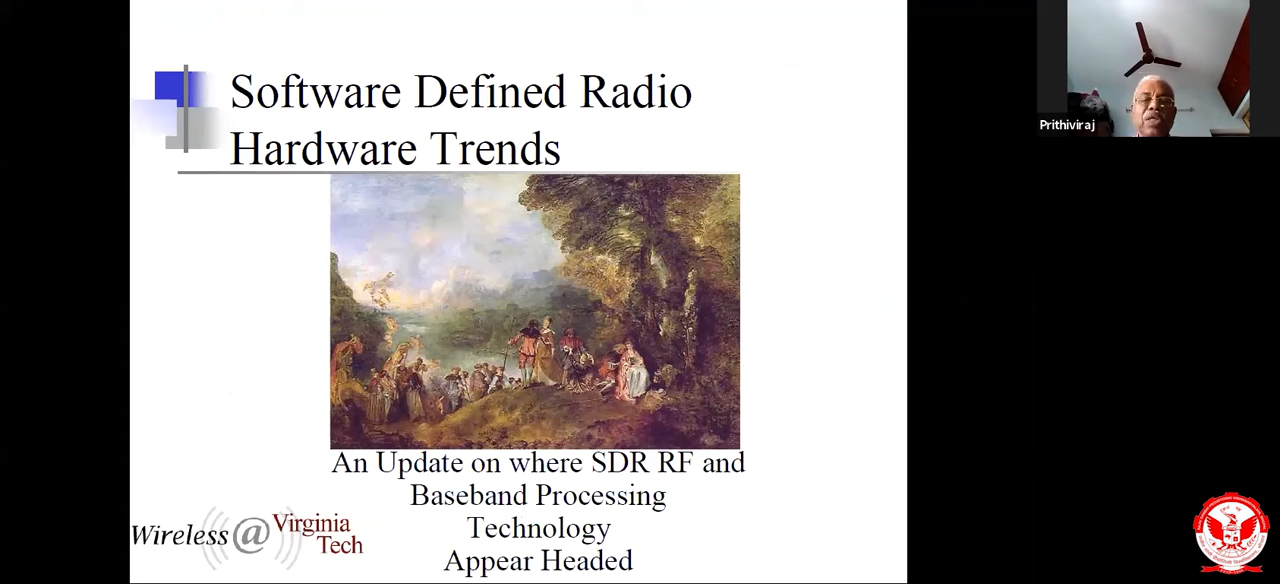 Software Defined Radio
Hardware Trends
An Update on where SDR RF and
Baseband Processing
Technology
Appear Headed
Wireless@Virginia
Tech
Prithiviraj